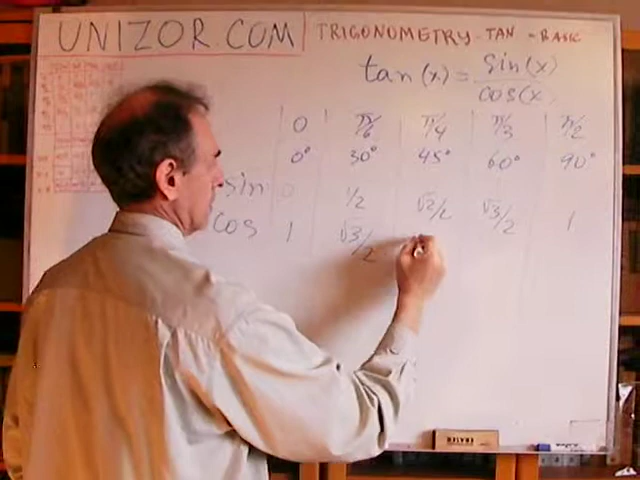 UNIZOR.COM TRIGONOMETRY - TAN - BASIC
tan (x) = sin(x)
cos(x
0 π/6 π/4 π/3 π/2
0° 30° 45° 60° 90°
sin 0 1/2 √2/2 √3/2 1
cos 1 √3/2